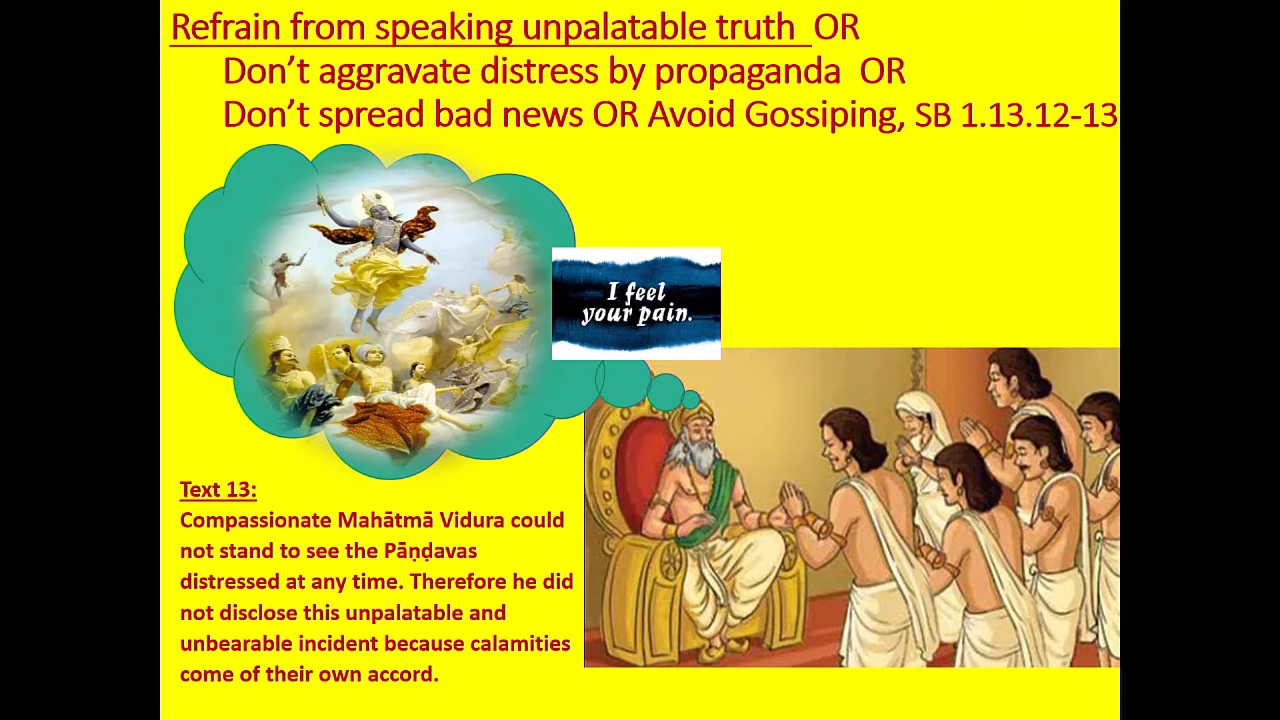 Refrain from speaking unpalatable truth OR
Don't aggravate distress by propaganda OR
Don't spread bad news OR Avoid Gossiping, SB 1.13.12-13
I feel
your pain.
Text 13:
Compassionate Mahātmā Vidura could
not stand to see the Pāṇḍavas
distressed at any time. Therefore he did
not disclose this unpalatable and
unbearable incident because calamities
come of their own accord.